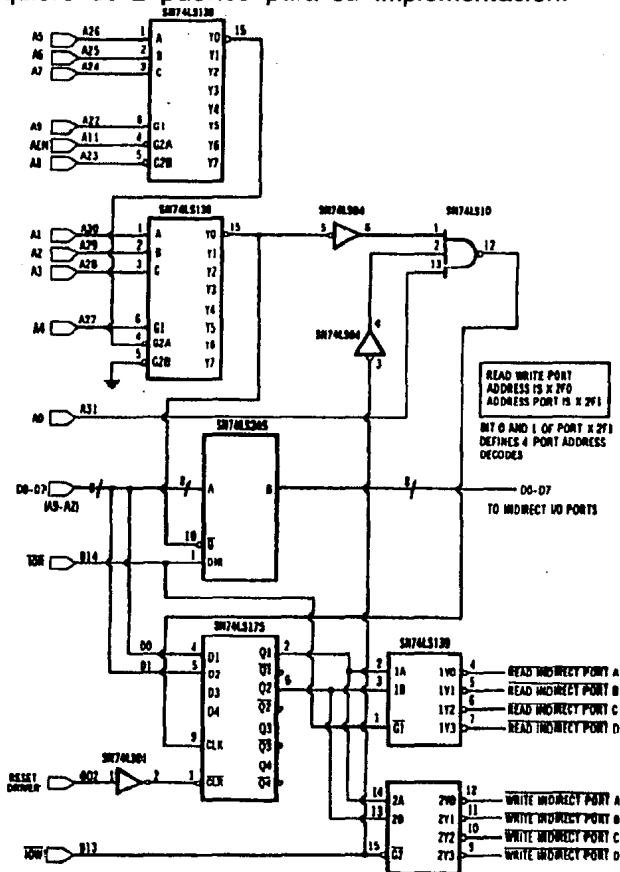 SN74LS138
A5 A26 1 A Y0 15
A6 A25 2 B Y1
A7 A24 3 C Y2
Y3
Y4
A9 A22 6 G1 Y5
AEN A11 4 G2A Y6
A8 A23 5 G2B Y7
SN74LS138
SN74LS04
SN74LS10
A1 A30 1 A Y0 15
5 6 1
A2 A29 2 B Y1
2 12
A3 A28 3 C Y2
13
Y3
Y4
A4 A27 6 G1 Y5
4 G2A Y6
5 G2B Y7
SN74LS04 4
3
READ WRITE PORT
ADDRESS IS X 2F0
ADDRESS PORT IS X 2F1
A0 A31
BIT 0 AND 1 OF PORT X 2F1
DEFINES 4 PORT ADDRESS
DECODES
SN74LS245
D0-D7 8 8 A B 8 D0-D7
(A9-A2)
TO INDIRECT I/O PORTS
19 G
IOR B14 1 DIR
SN74LS175
SN74LS139
D0 4 D1 Q1 2
D1 5 D2 Q1
D3 Q2 6
D4 Q2
Q3
9 CLK Q3
Q4
1 CLR Q4
2 1A 1Y0 4 READ INDIRECT PORT A
3 1B 1Y1 5 READ INDIRECT PORT B
1Y2 6 READ INDIRECT PORT C
1 G1 1Y3 7 READ INDIRECT PORT D
RESET
DRIVER
1 2
14 2A 2Y0 12 WRITE INDIRECT PORT A
13 2B 2Y1 11 WRITE INDIRECT PORT B
2Y2 10 WRITE INDIRECT PORT C
IOW B13 15 G2 2Y3 9 WRITE INDIRECT PORT D